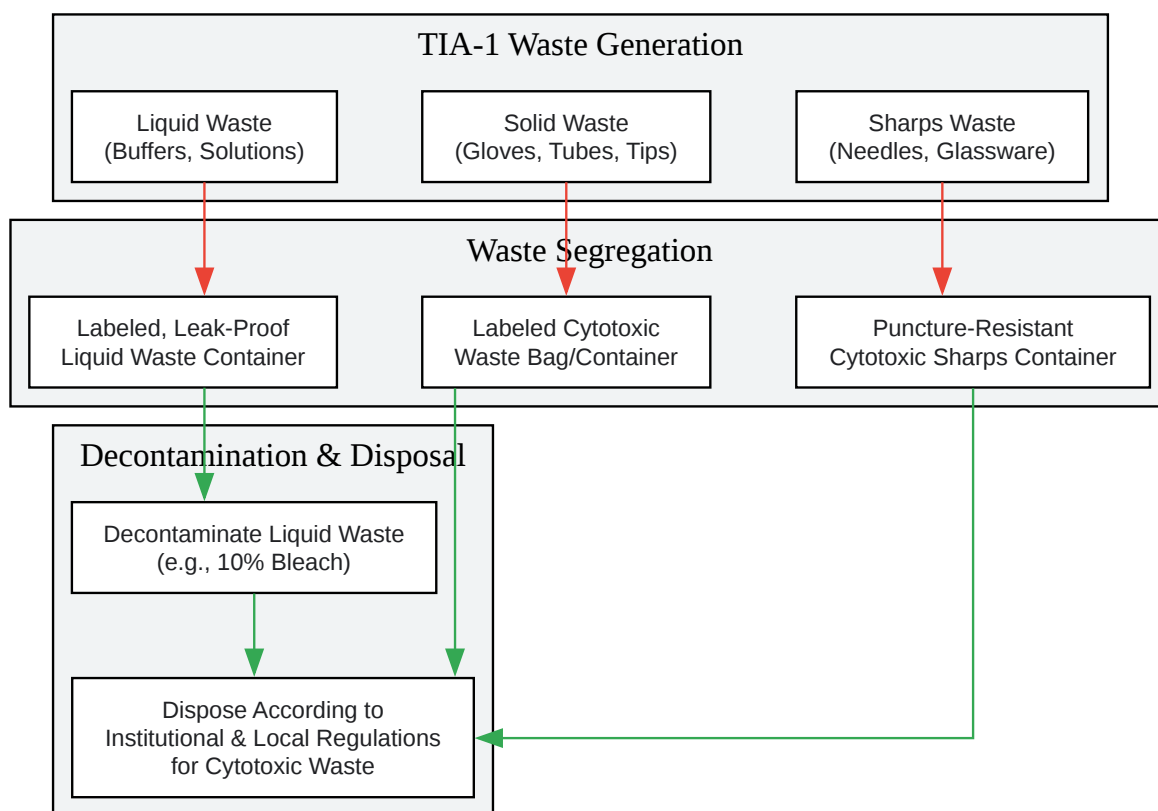 TIA-1 Waste Generation
Liquid Waste
(Buffers, Solutions)
Solid Waste
(Gloves, Tubes, Tips)
Sharps Waste
(Needles, Glassware)
Waste Segregation
Labeled, Leak-Proof
Liquid Waste Container
Labeled Cytotoxic
Waste Bag/Container
Puncture-Resistant
Cytotoxic Sharps Container
Decontamination & Disposal
Decontaminate Liquid Waste
(e.g., 10% Bleach)
Dispose According to
Institutional & Local Regulations
for Cytotoxic Waste